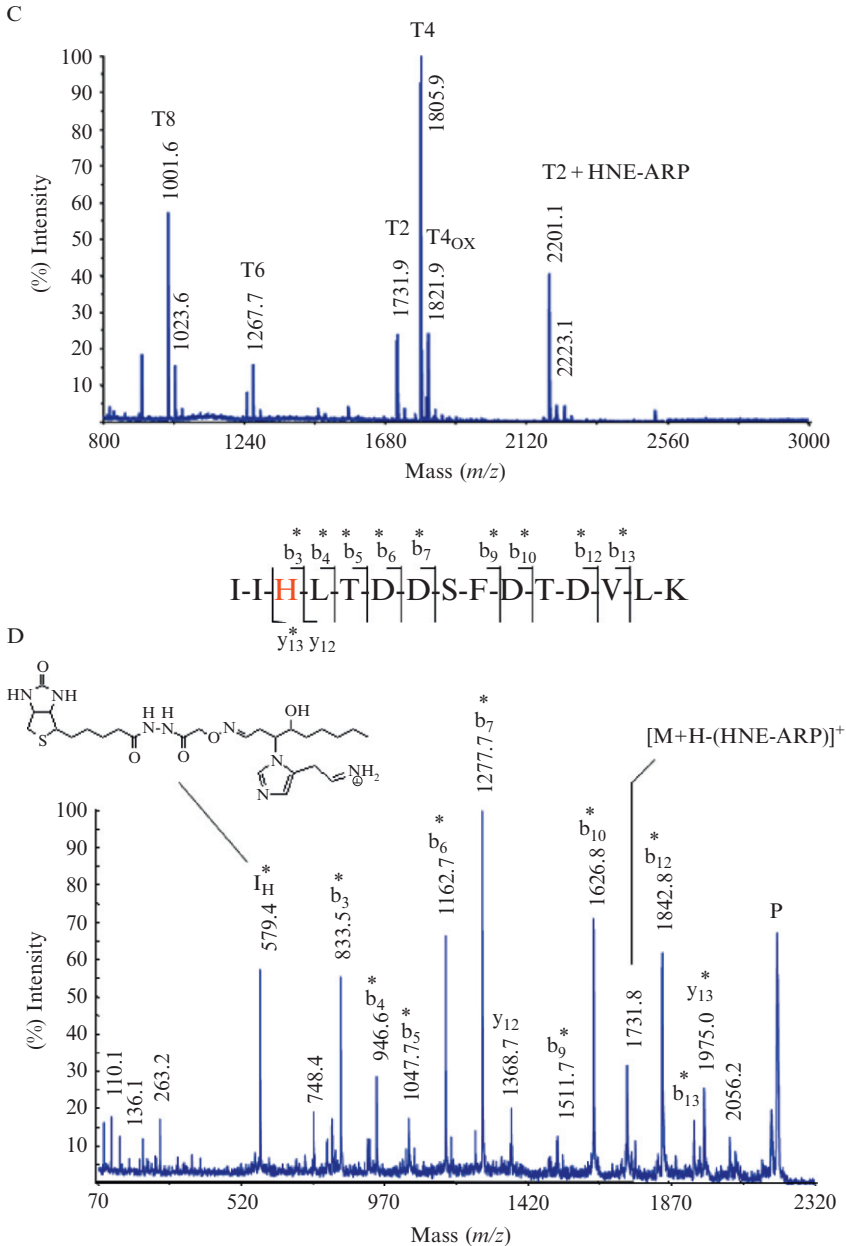 C
T4
100
90
80
70
60
50
40
30
20
10
(%) Intensity
T8
1001.6
1023.6
T6
1267.7
T2
1731.9
1805.9
T4OX
1821.9
T2 + HNE-ARP
2201.1
2223.1
800 1240 1680 2120 2560 3000
Mass (m/z)
* * * * * * * * *
b3 b4 b5 b6 b7 b9 b10 b12 b13
I-I-H-L-T-D-D-S-F-D-T-D-V-L-K
y*13 y12
D
O
HN NH
S
H H
N-N
O O
O N
OH
N
N
NH2
⊕
[M+H-(HNE-ARP)]+
100
90
80
70
60
50
40
30
20
10
(%) Intensity
110.1
136.1
263.2
I*H
579.4
748.4
b3*
833.5
b4*
946.6
b5*
1047.7
b6*
1162.7
b7*
1277.7
y12
1368.7
b9*
1511.7
b10*
1626.8
1731.8
b12*
1842.8
b13*
y13*
1975.0
2056.2
P
70 520 970 1420 1870 2320
Mass (m/z)